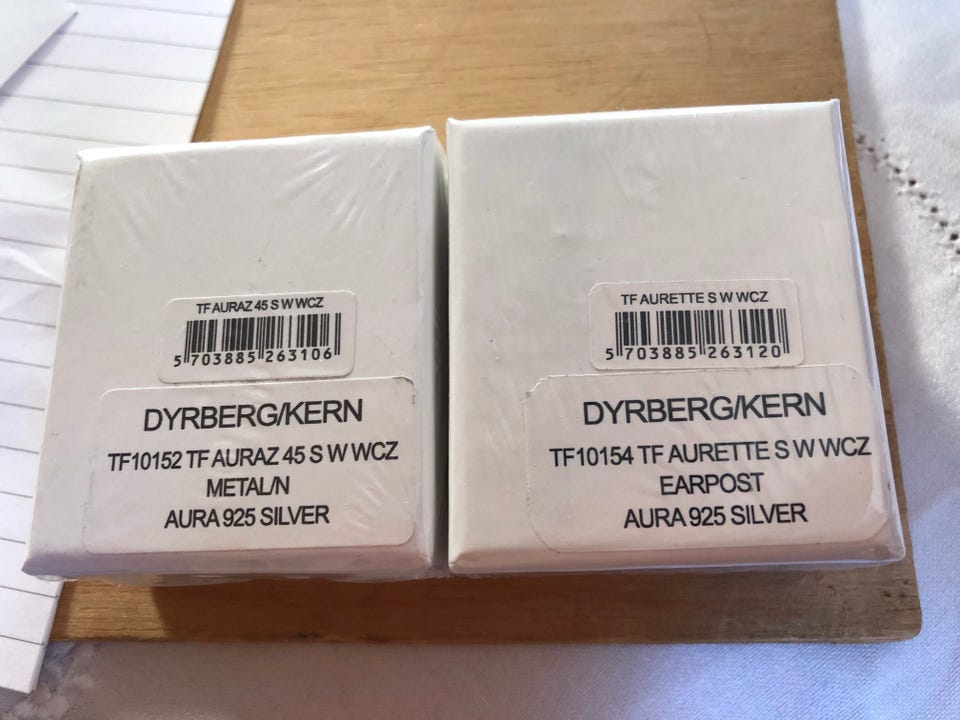 TF AURAZ 45 S W WCZ
5 703885 263106
DYRBERG/KERN
TF10152 TF AURAZ 45 S W WCZ
METAL/N
AURA 925 SILVER
TF AURETTE S W WCZ
5 703885 263120
DYRBERG/KERN
TF10154 TF AURETTE S W WCZ
EARPOST
AURA 925 SILVER